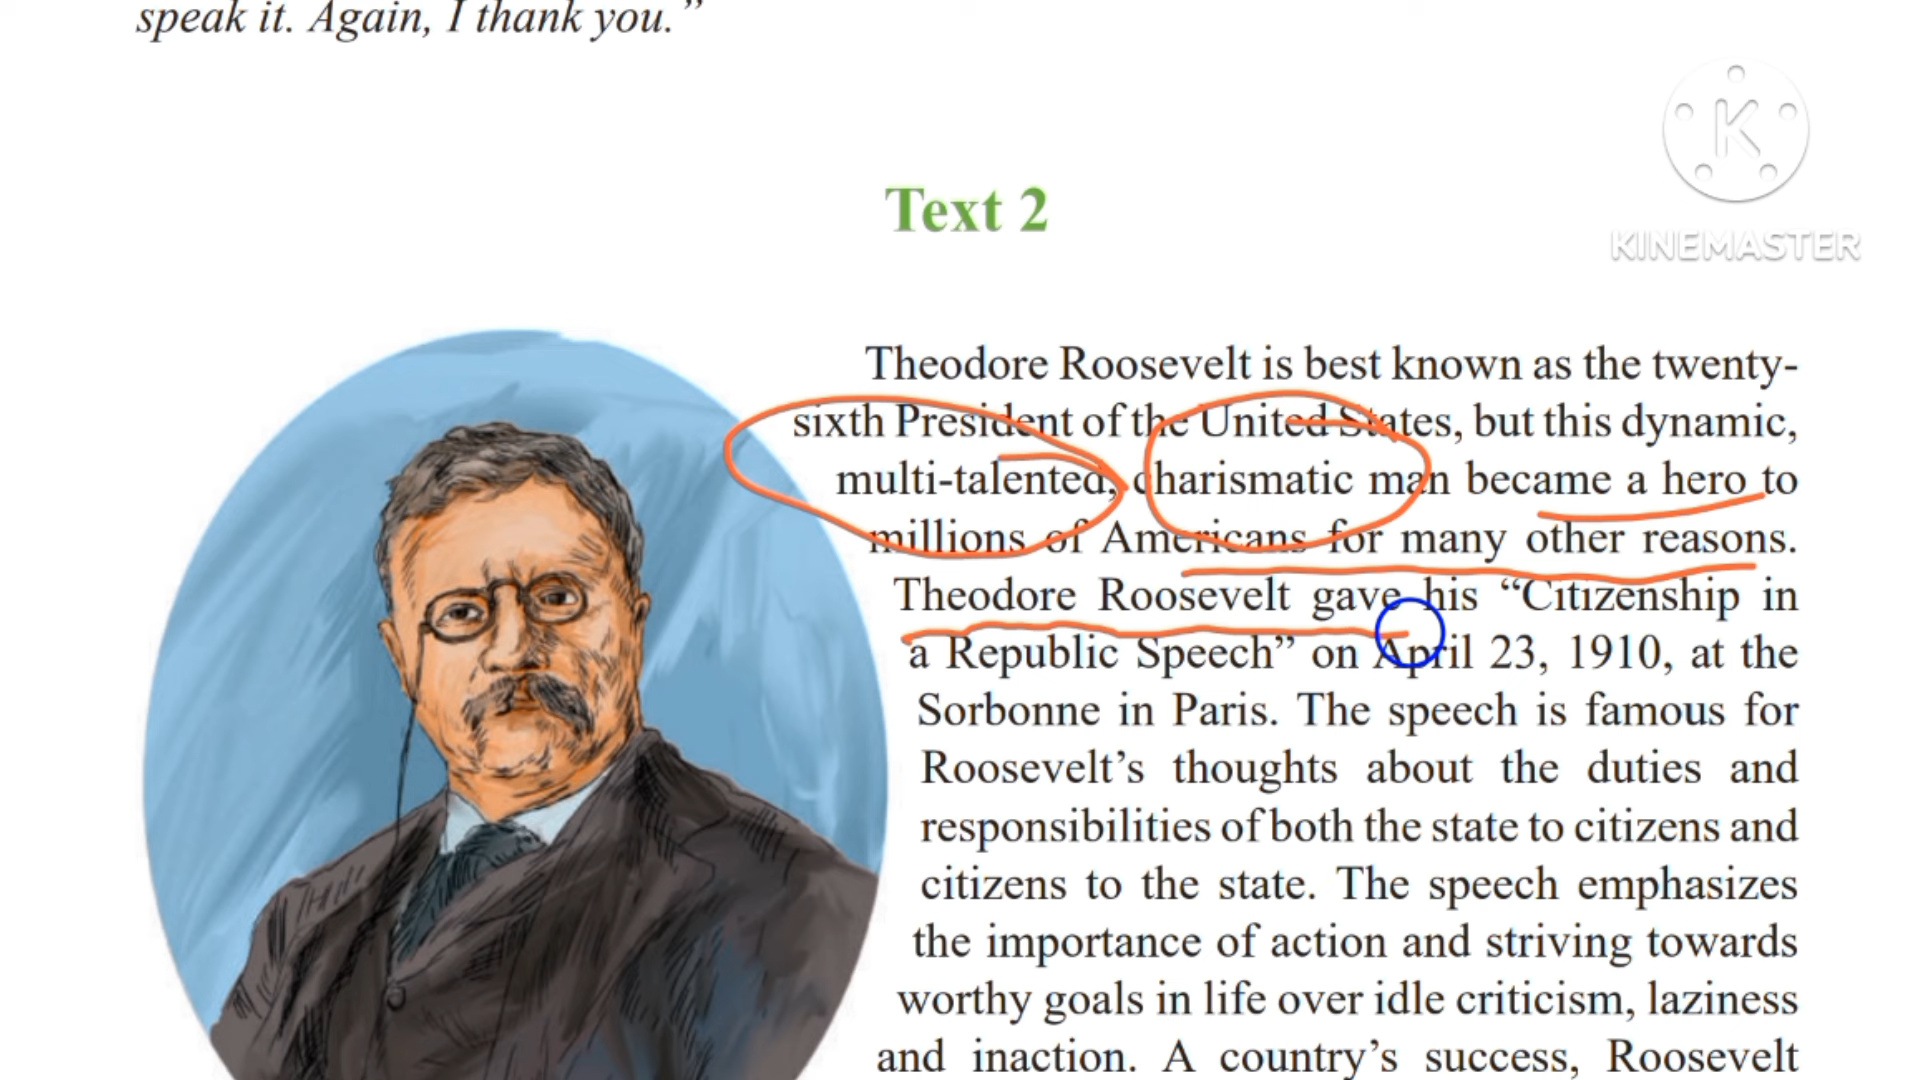 speak it. Again, I thank you.”
K
KINEMASTER
Text 2
Theodore Roosevelt is best known as the twenty-
sixth President of the United States, but this dynamic,
multi-talented, charismatic man became a hero to
millions of Americans for many other reasons.
Theodore Roosevelt gave his “Citizenship in
a Republic Speech” on April 23, 1910, at the
Sorbonne in Paris. The speech is famous for
Roosevelt’s thoughts about the duties and
responsibilities of both the state to citizens and
citizens to the state. The speech emphasizes
the importance of action and striving towards
worthy goals in life over idle criticism, laziness
and inaction. A country’s success, Roosevelt